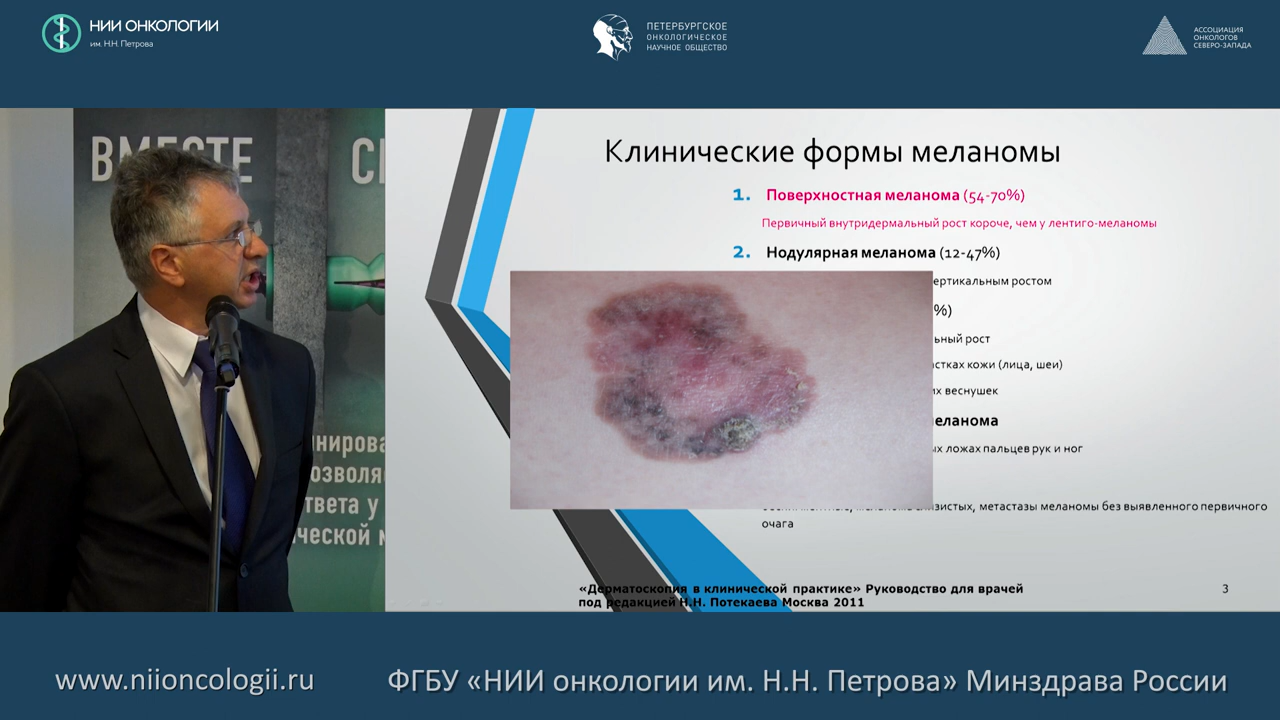 НИИ ОНКОЛОГИИ
им. Н.Н. Петрова
ПЕТЕРБУРГСКОЕ
ОНКОЛОГИЧЕСКОЕ
НАУЧНОЕ ОБЩЕСТВО
АССОЦИАЦИЯ
ОНКОЛОГОВ
СЕВЕРО-ЗАПАДА
ВМЕСТЕ
Клинические формы меланомы
1. Поверхностная меланома (54-70%)
Первичный внутридермальный рост короче, чем у лентиго-меланомы
2. Нодулярная меланома (12-47%)
ертикальным ростом
%)
ьный рост
астках кожи (лица, шеи)
их веснушек
еланома
ых ложах пальцев рук и ног
метастазы меланомы без выявленного первичного
очага
нирова
озволя
твета у
ческой м
«Дерматоскопия в клинической практике» Руководство для врачей
под редакцией Н.Н. Потекаева Москва 2011
3
www.niioncologii.ru
ФГБУ «НИИ онкологии им. Н.Н. Петрова» Минздрава России